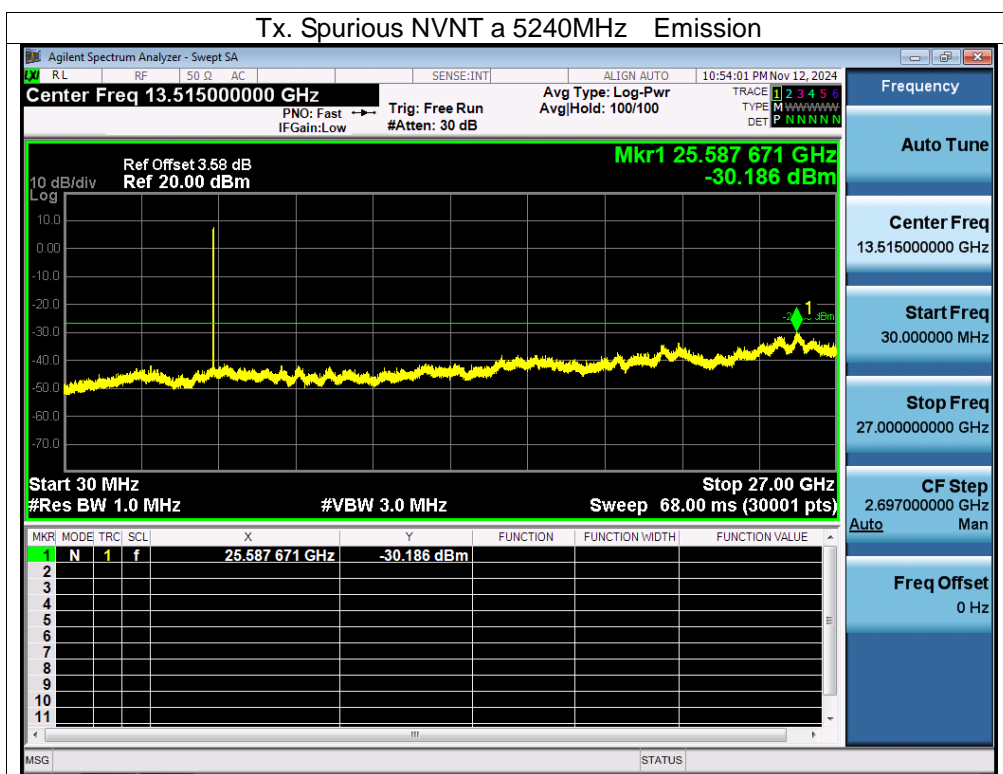 Tx. Spurious NVNT a 5240MHz Emission
Agilent Spectrum Analyzer - Swept SA
LXI RL RF 50 Ω AC SENSE:INT ALIGN AUTO 10:54:01 PM Nov 12, 2024
Center Freq 13.515000000 GHz
PNO: Fast
IFGain:Low
Trig: Free Run
#Atten: 30 dB
Avg Type: Log-Pwr
Avg|Hold: 100/100
TRACE 1 2 3 4 5 6
TYPE M WWWWW
DET P N N N N N
Mkr1 25.587 671 GHz
-30.186 dBm
Ref Offset 3.58 dB
10 dB/div Ref 20.00 dBm
Log
10.0
0.00
-10.0
-20.0
-30.0
-40.0
-50.0
-60.0
-70.0
1
dBm
Start 30 MHz Stop 27.00 GHz
#Res BW 1.0 MHz #VBW 3.0 MHz Sweep 68.00 ms (30001 pts)
MKR MODE TRC SCL X Y FUNCTION FUNCTION WIDTH FUNCTION VALUE
1 N 1 f 25.587 671 GHz -30.186 dBm
2
3
4
5
6
7
8
9
10
11
MSG STATUS
Frequency
Auto Tune
Center Freq
13.515000000 GHz
Start Freq
30.000000 MHz
Stop Freq
27.000000000 GHz
CF Step
2.697000000 GHz
Auto Man
Freq Offset
0 Hz